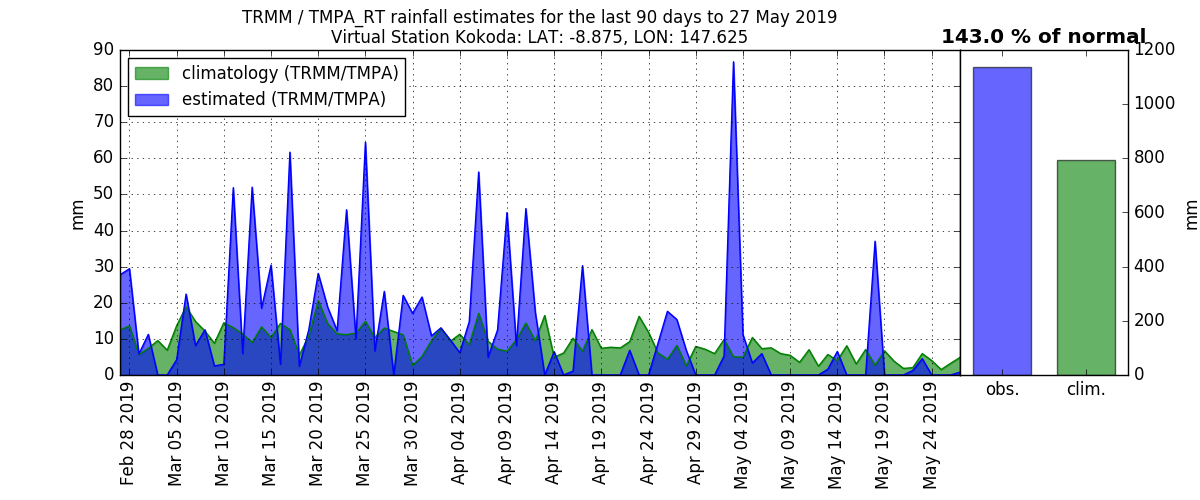 TRMM / TMPA_RT rainfall estimates for the last 90 days to 27 May 2019
Virtual Station Kokoda: LAT: -8.875, LON: 147.625
143.0 % of normal
climatology (TRMM/TMPA)
estimated (TRMM/TMPA)
mm
90
80
70
60
50
40
30
20
10
0
Feb 28 2019
Mar 05 2019
Mar 10 2019
Mar 15 2019
Mar 20 2019
Mar 25 2019
Mar 30 2019
Apr 04 2019
Apr 09 2019
Apr 14 2019
Apr 19 2019
Apr 24 2019
Apr 29 2019
May 04 2019
May 09 2019
May 14 2019
May 19 2019
May 24 2019
obs.
clim.
1200
1000
800
600
400
200
0
mm